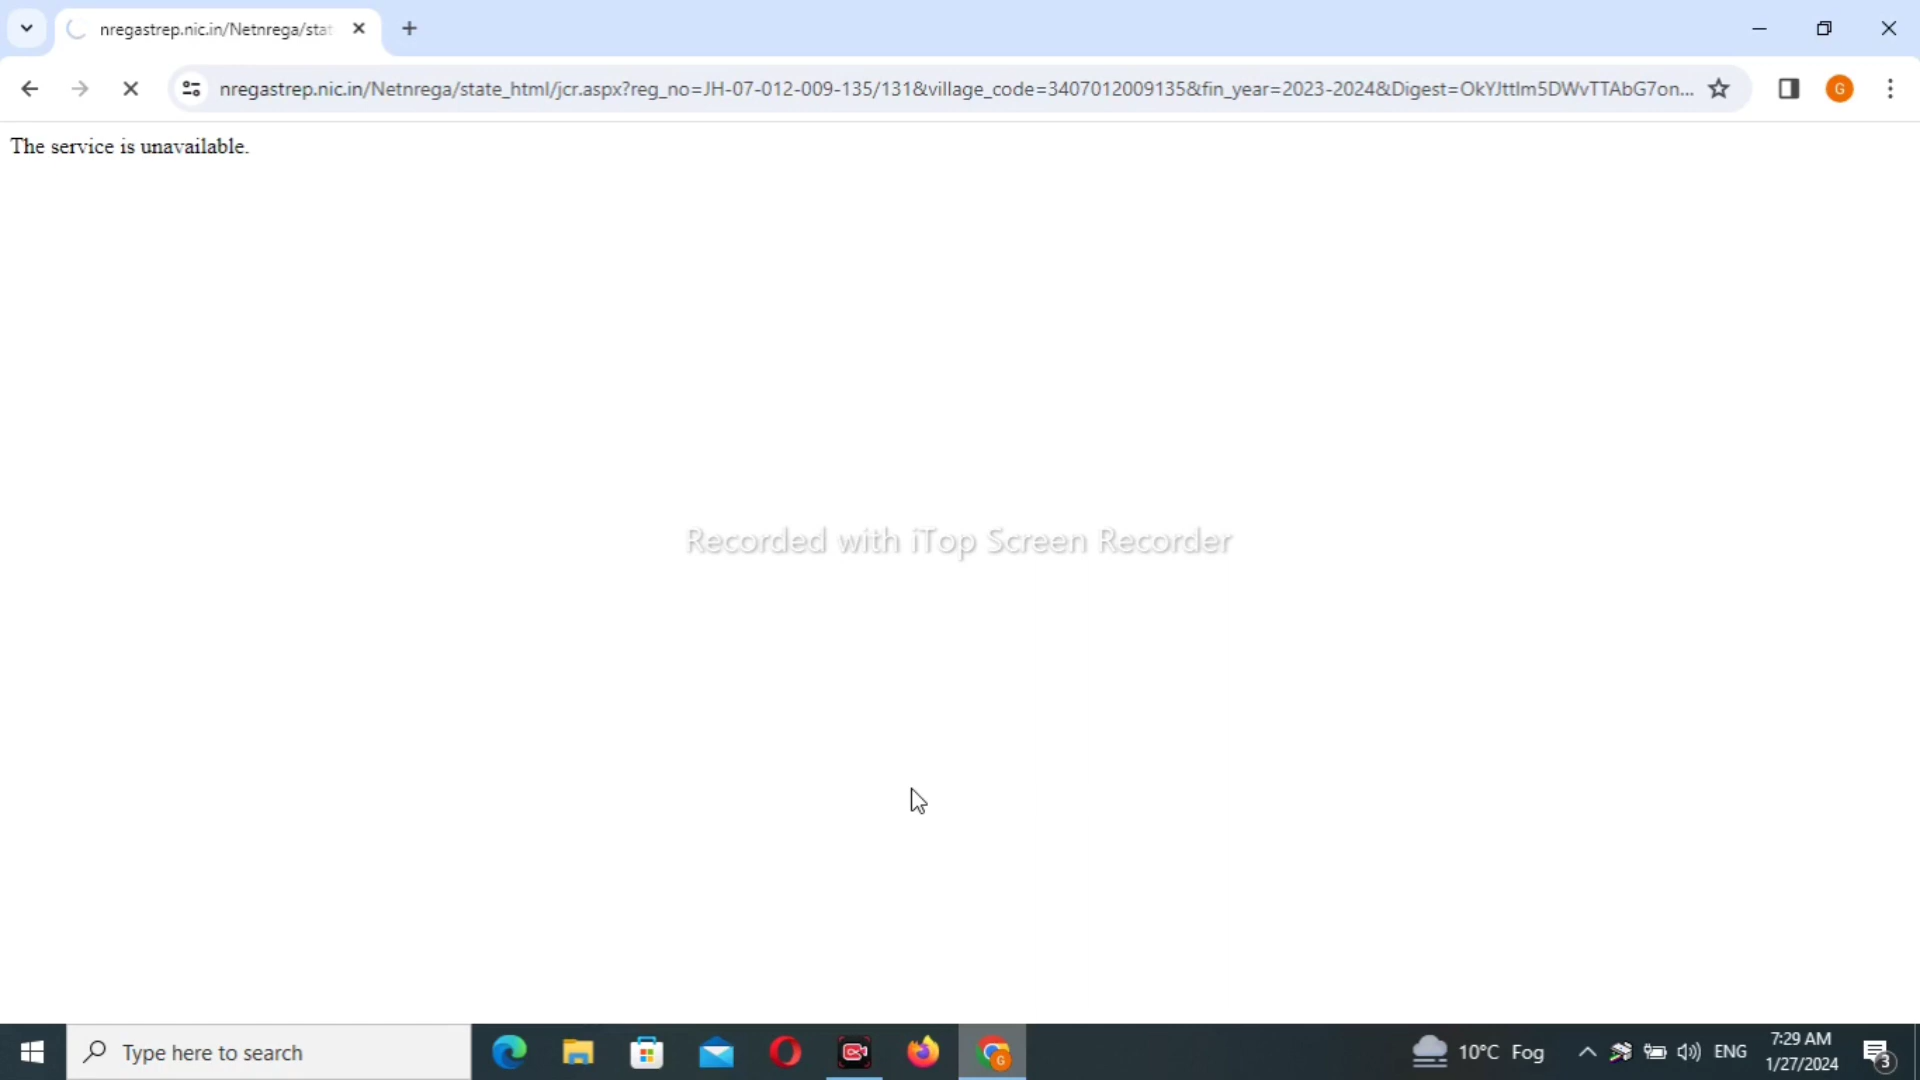 nregastrep.nic.in/Netnrega/stat
nregastrep.nic.in/Netnrega/state_html/jcr.aspx?reg_no=JH-07-012-009-135/131&village_code=3407012009135&fin_year=2023-2024&Digest=OkYJttlm5DWvTTAbG7on...
G
The service is unavailable.
Recorded with iTop Screen Recorder
Type here to search
G
10°C Fog
ENG
7:29 AM
1/27/2024
3